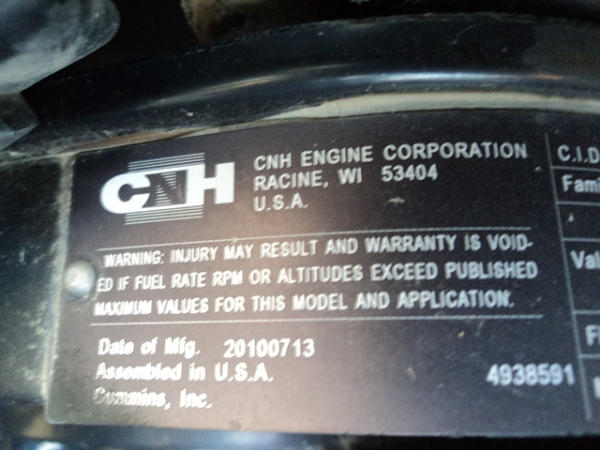 CNH
CNH ENGINE CORPORATION
RACINE, WI 53404
U.S.A.
WARNING: INJURY MAY RESULT AND WARRANTY IS VOID-
ED IF FUEL RATE RPM OR ALTITUDES EXCEED PUBLISHED
MAXIMUM VALUES FOR THIS MODEL AND APPLICATION.
Date of Mfg. 20100713
Assembled in U.S.A.
Cummins, Inc.
4938591
C.I.D
Fami
Val